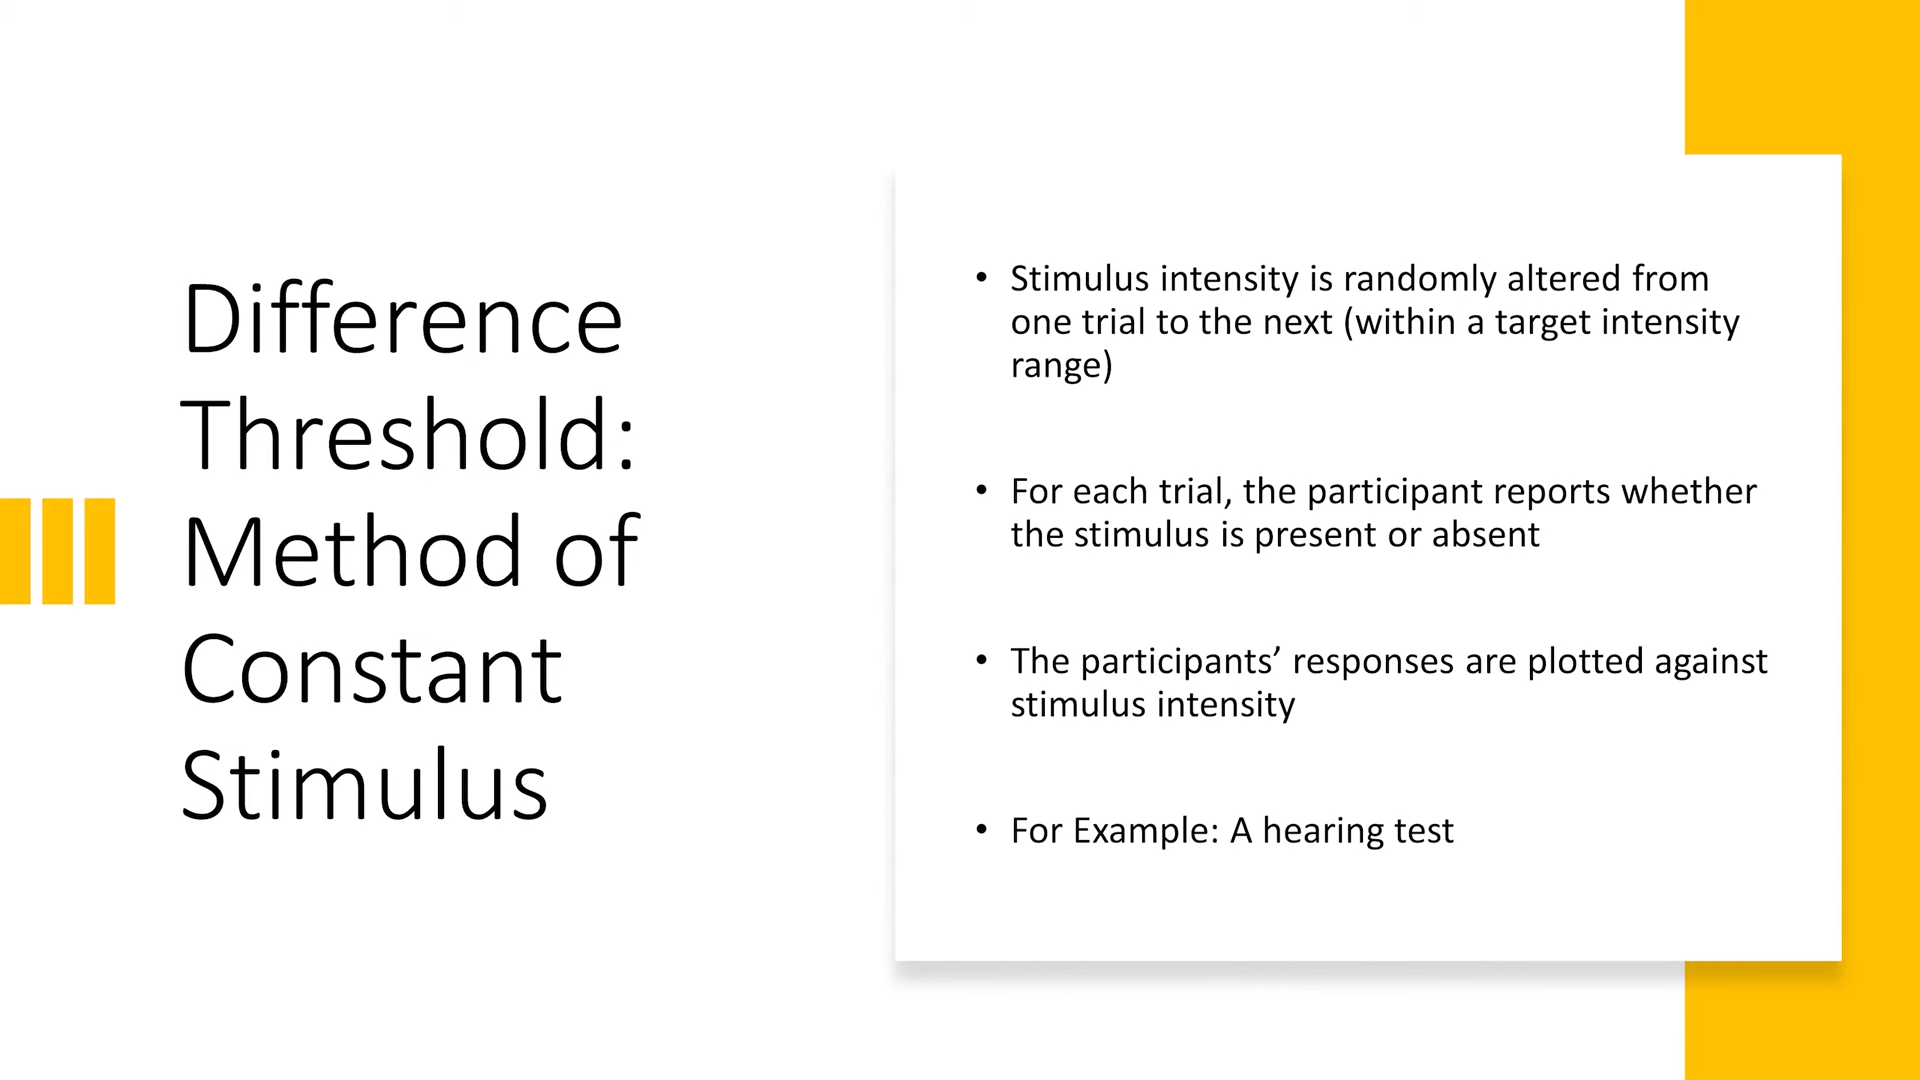 Difference
Threshold:
Method of
Constant
Stimulus
• Stimulus intensity is randomly altered from
one trial to the next (within a target intensity
range)
• For each trial, the participant reports whether
the stimulus is present or absent
• The participants’ responses are plotted against
stimulus intensity
• For Example: A hearing test